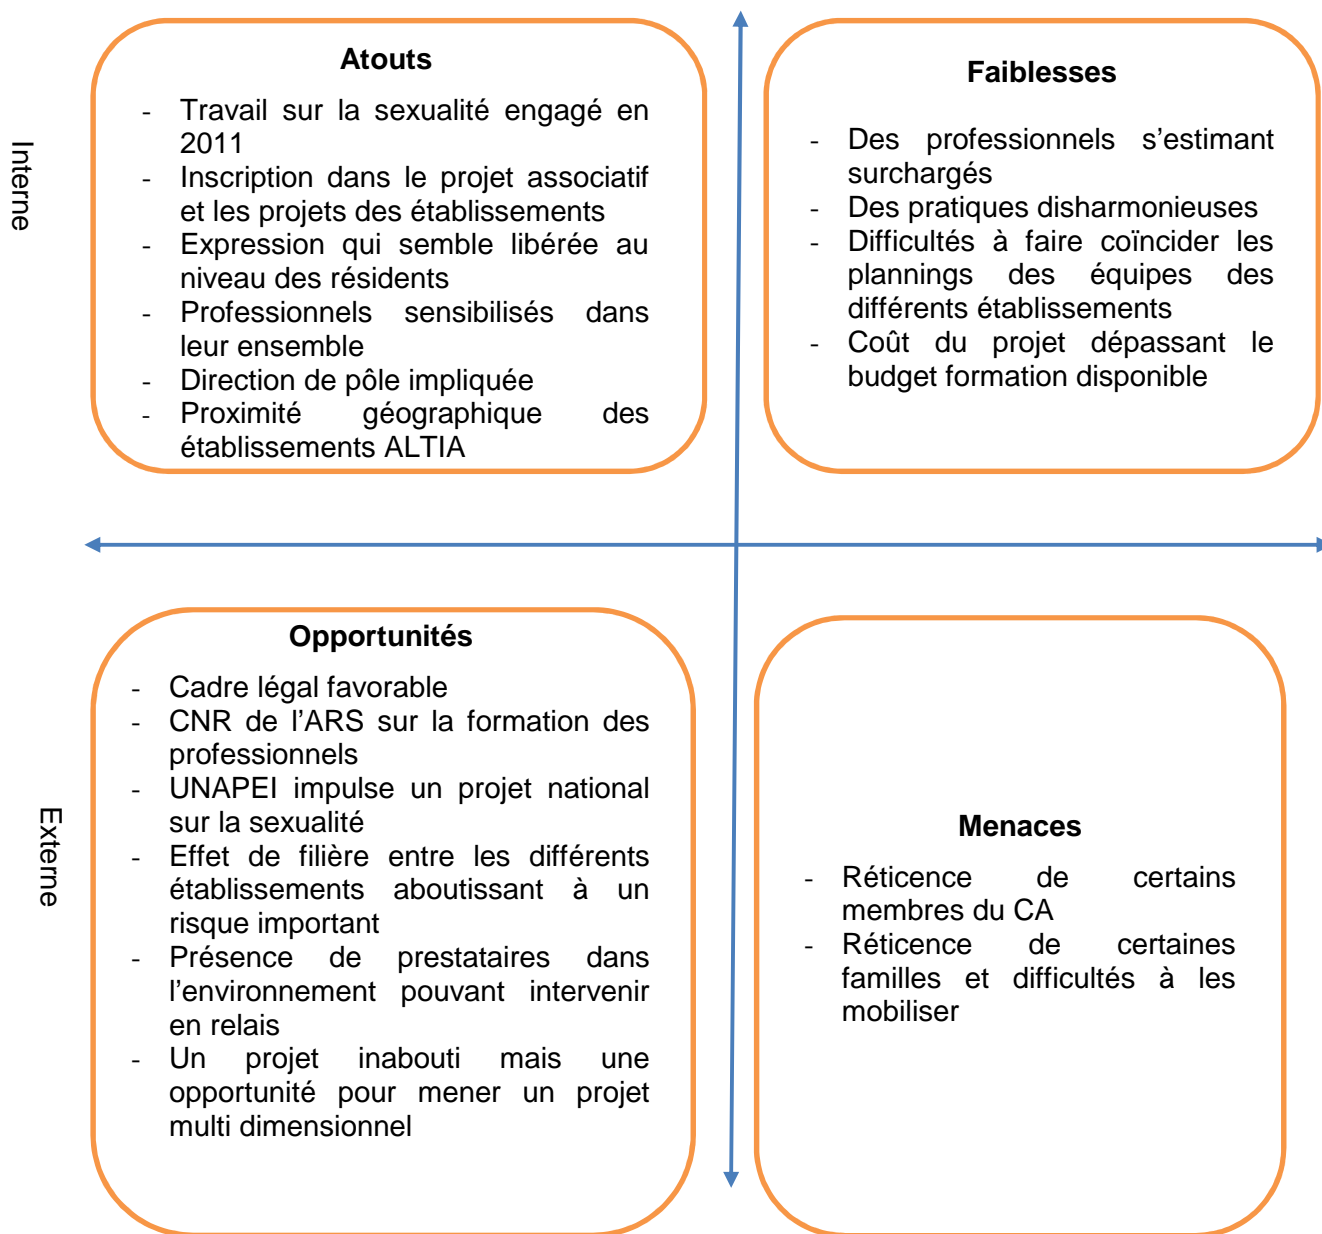 Interne
Atouts
- Travail sur la sexualité engagé en
2011
- Inscription dans le projet associatif
et les projets des établissements
- Expression qui semble libérée au
niveau des résidents
- Professionnels sensibilisés dans
leur ensemble
- Direction de pôle impliquée
- Proximité géographique des
établissements ALTIA
Faiblesses
- Des professionnels s’estimant
surchargés
- Des pratiques disharmonieuses
- Difficultés à faire coïncider les
plannings des équipes des
différents établissements
- Coût du projet dépassant le
budget formation disponible
Externe
Opportunités
- Cadre légal favorable
- CNR de l’ARS sur la formation des
professionnels
- UNAPEI impulse un projet national
sur la sexualité
- Effet de filière entre les différents
établissements aboutissant à un
risque important
- Présence de prestataires dans
l’environnement pouvant intervenir
en relais
- Un projet inabouti mais une
opportunité pour mener un projet
multi dimensionnel
Menaces
- Réticence de certains
membres du CA
- Réticence de certaines
familles et difficultés à les
mobiliser